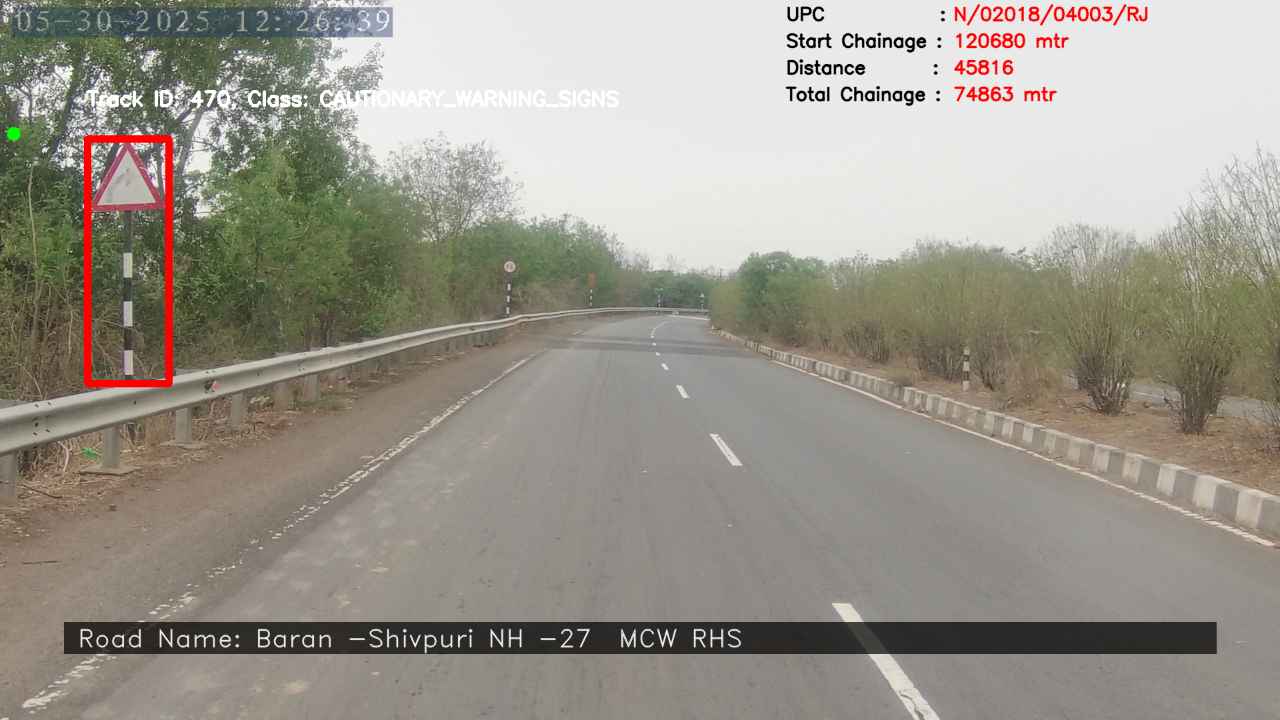 05-30-2025 12:26:39
UPC : N/02018/04003/RJ
Start Chainage : 120680 mtr
Distance : 45816
Total Chainage : 74863 mtr
Track ID: 470, Class: CAUTIONARY_WARNING_SIGNS
Road Name: Baran -Shivpuri NH -27 MCW RHS